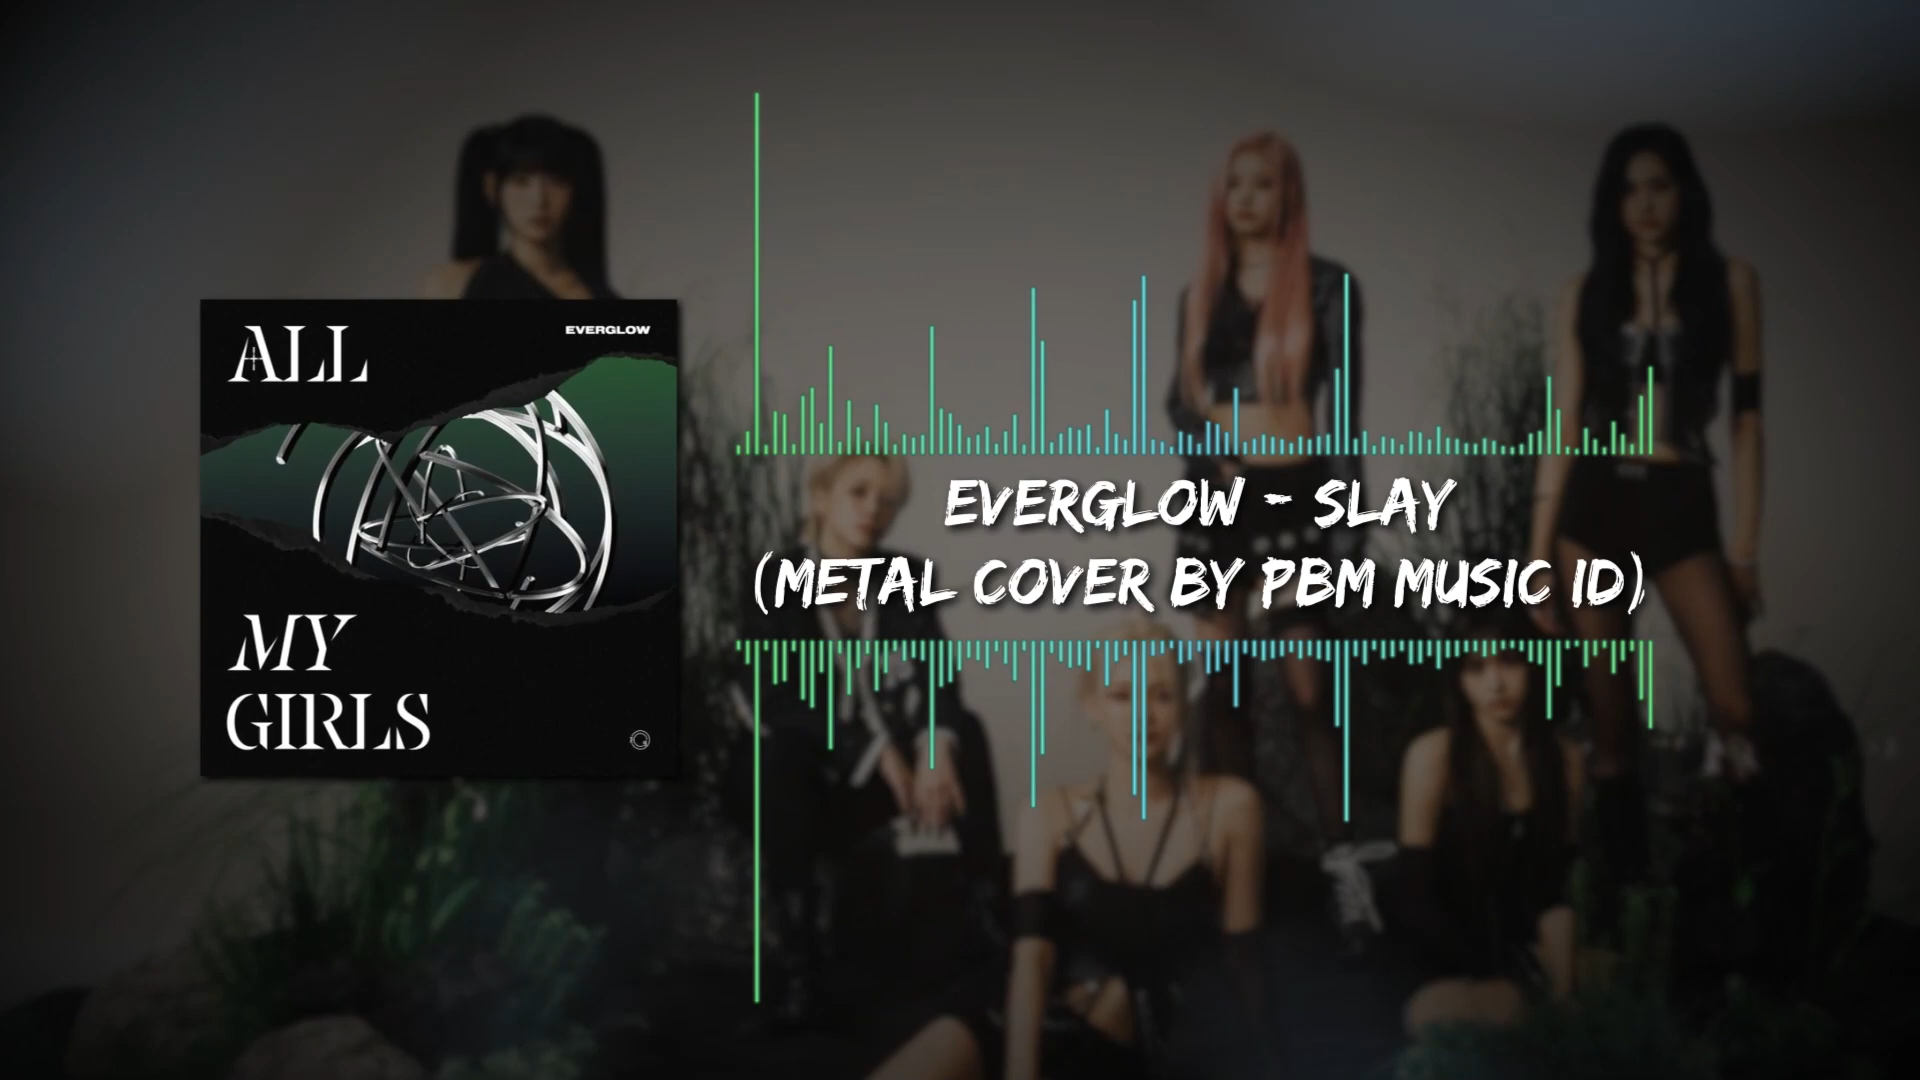 ALL
EVERGLOW
MY
GIRLS
EVERGLOW - SLAY
(METAL COVER BY PBM MUSIC ID)